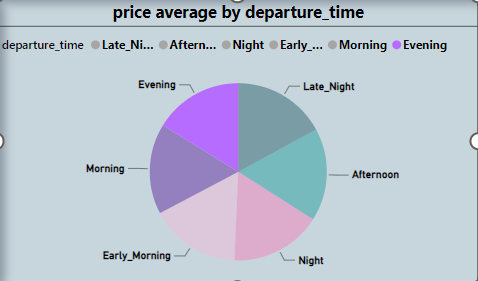 price average by departure_time
departure_time Late_Ni... Aftern... Night Early_... Morning Evening
Evening
Late_Night
Morning
Afternoon
Early_Morning
Night